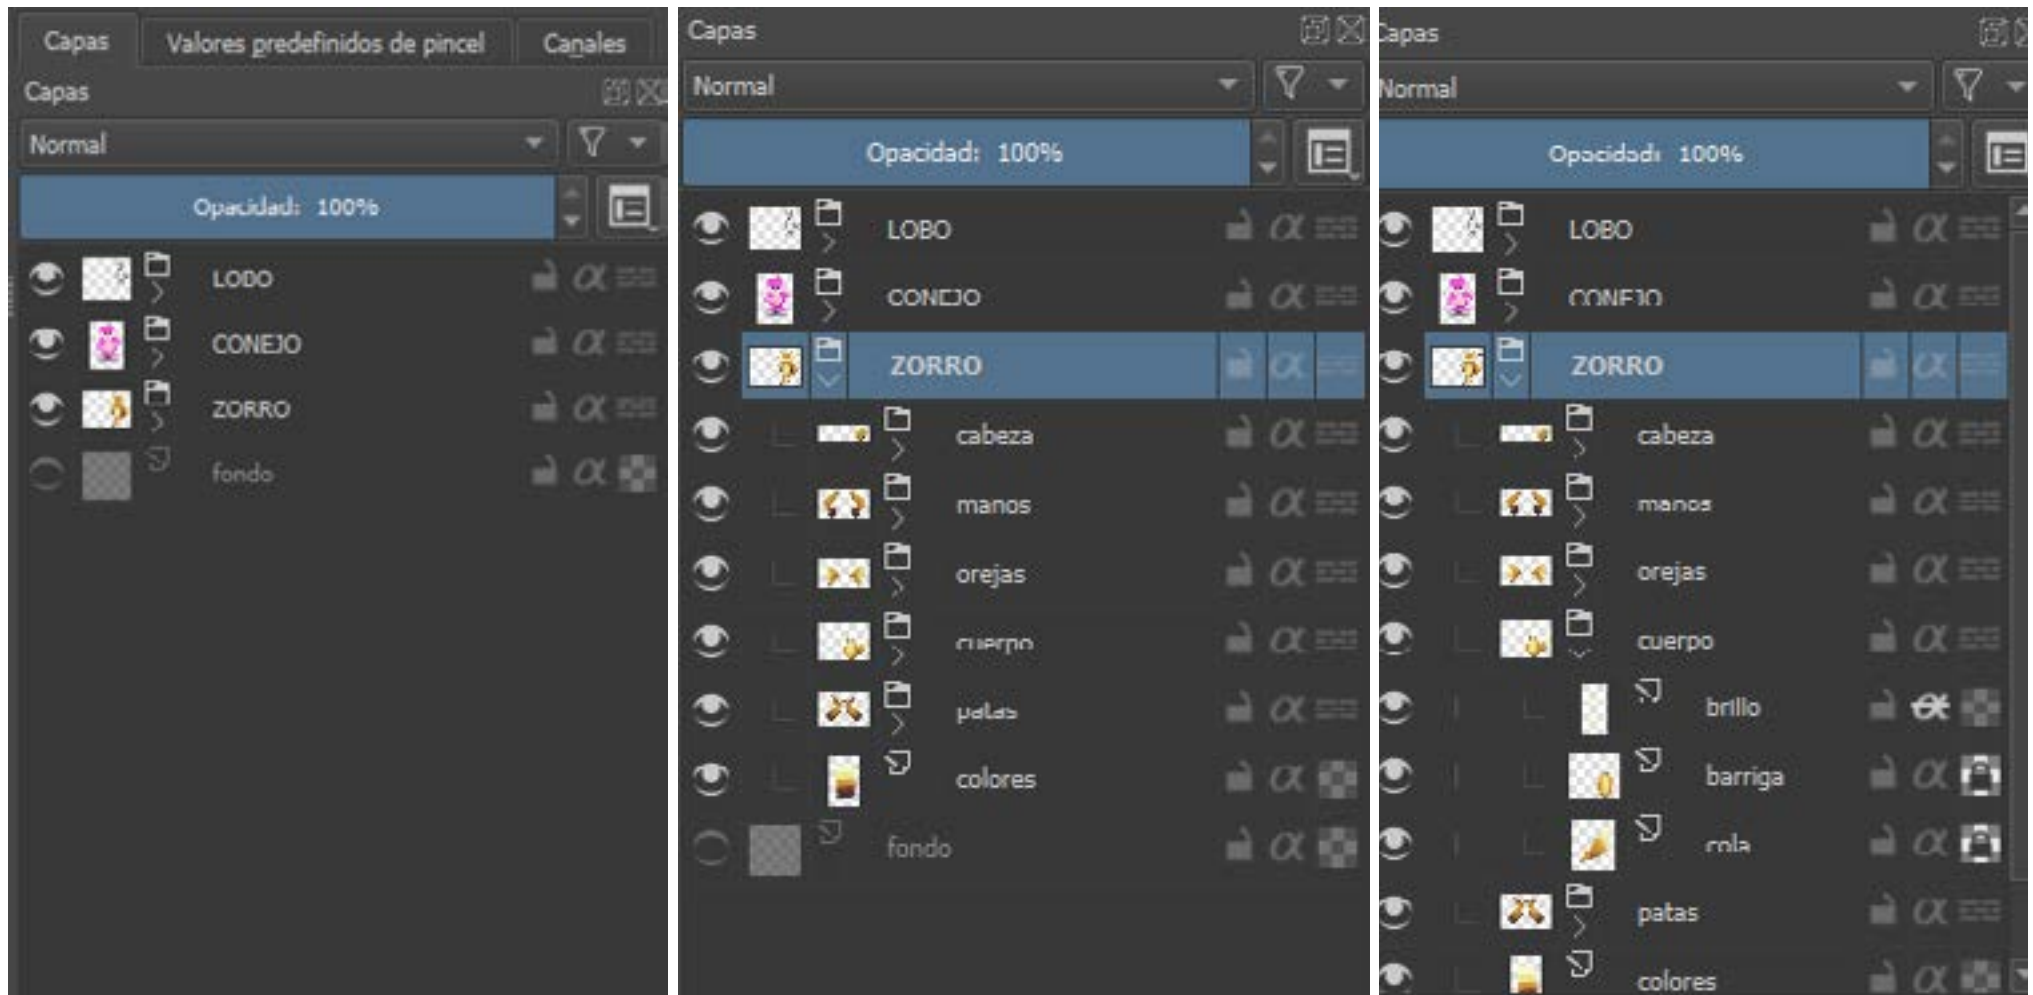 Capas Valores predefinidos de pincel Canales
Capas
Normal
Opacidad: 100%
LOBO
CONEJO
ZORRO
fondo
Capas
Normal
Opacidad: 100%
LOBO
CONEJO
ZORRO
cabeza
manos
orejas
cuerpo
patas
colores
fondo
Capas
Normal
Opacidad: 100%
LOBO
CONEJO
ZORRO
cabeza
manos
orejas
cuerpo
brillo
barriga
cola
patas
colores